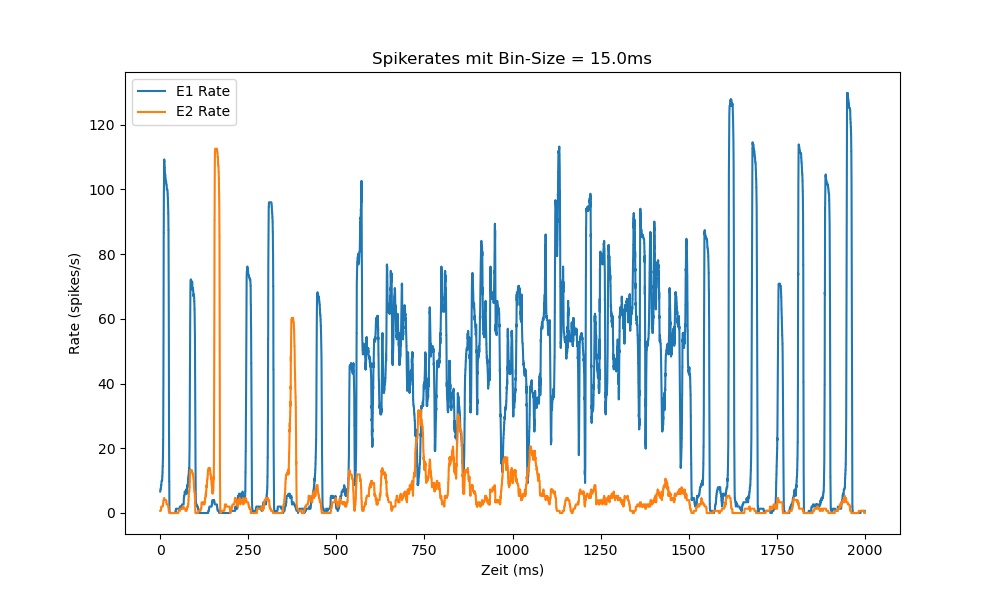 Spikerates mit Bin-Size = 15.0ms
E1 Rate
E2 Rate
Rate (spikes/s)
120
100
80
60
40
20
0
0 250 500 750 1000 1250 1500 1750 2000
Zeit (ms)